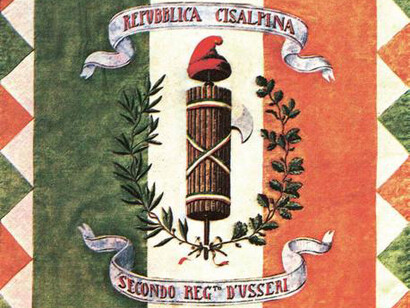 REPUBBLICA CISALPINA
SECONDO REGTO D'USSERI